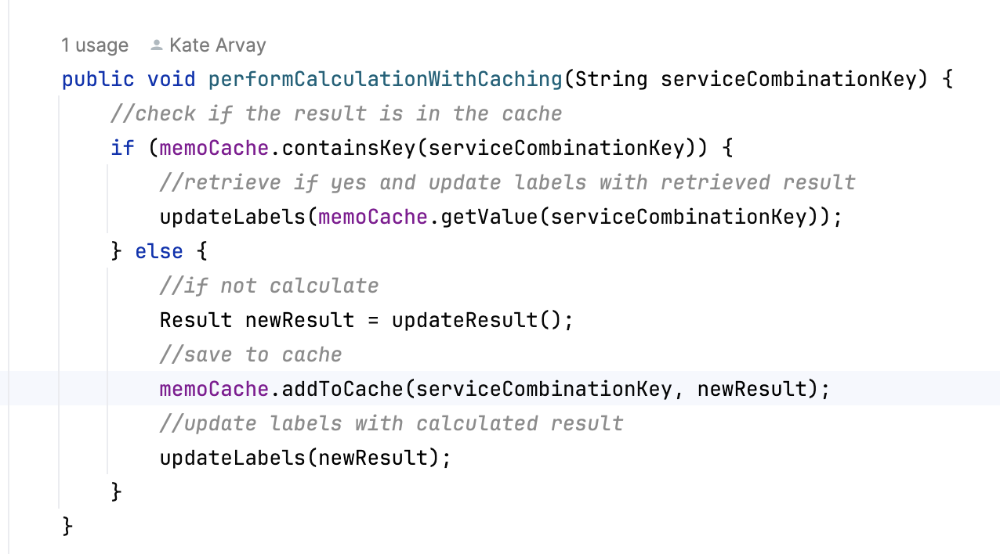 1 usage Kate Arvay
public void performCalculationWithCaching(String serviceCombinationKey) {
//check if the result is in the cache
if (memoCache.containsKey(serviceCombinationKey)) {
//retrieve if yes and update labels with retrieved result
updateLabels(memoCache.getValue(serviceCombinationKey));
} else {
//if not calculate
Result newResult = updateResult();
//save to cache
memoCache.addToCache(serviceCombinationKey, newResult);
//update labels with calculated result
updateLabels(newResult);
}
}